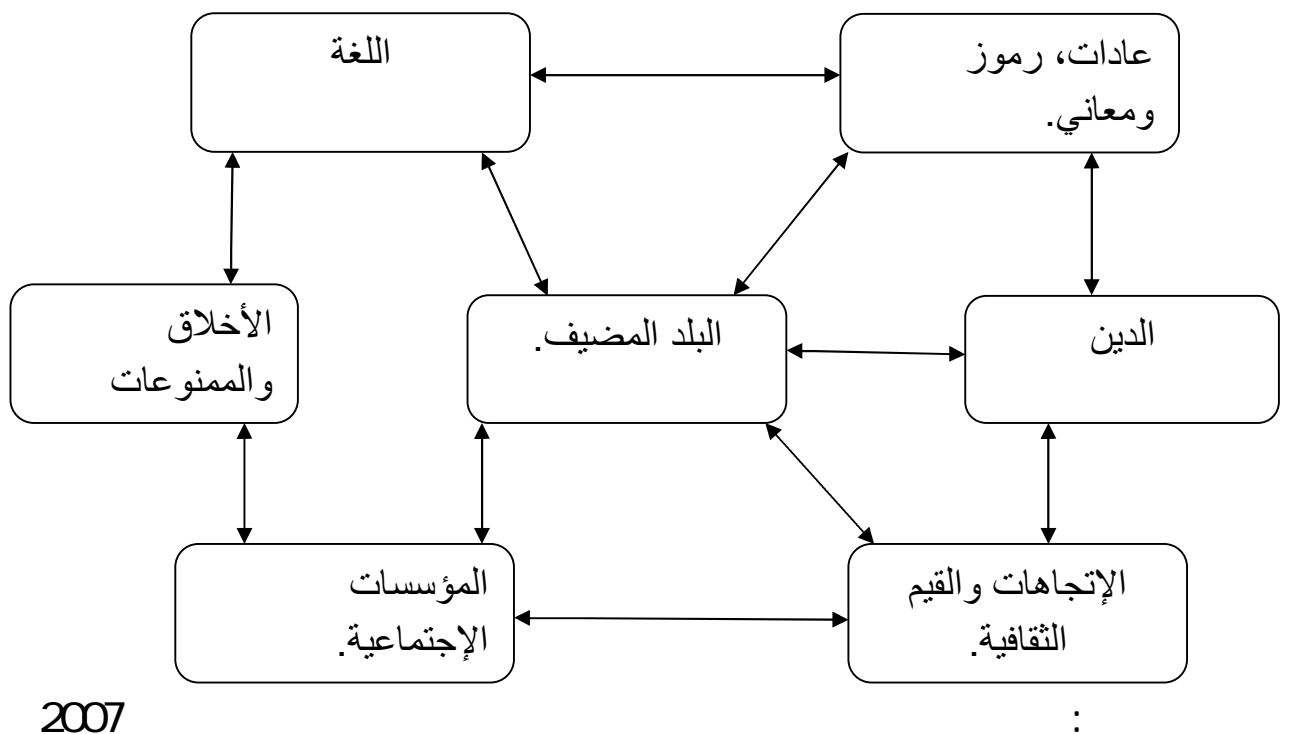 عادات، رموز
ومعاني.
اللغة
الدين
البلد المضيف.
الأخلاق
والممنوعات
الإتجاهات والقيم
الثقافية.
المؤسسات
الإجتماعية.
: 2007